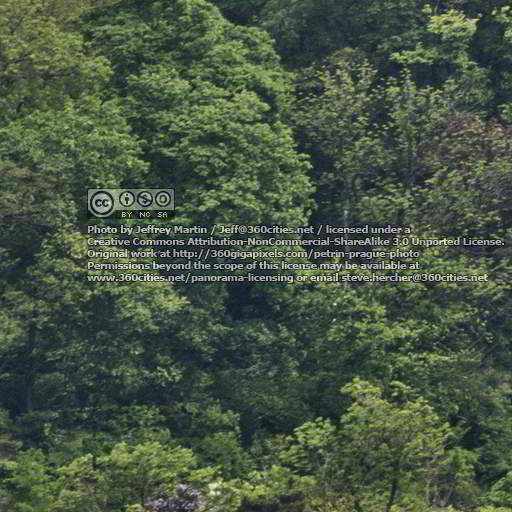 cc
BY NC SA
Photo by Jeffrey Martin / Jeff@360cities.net / licensed under a
Creative Commons Attribution-NonCommercial-ShareAlike 3.0 Unported License.
Original work at http://360gigapixels.com/petrin-prague-photo
Permissions beyond the scope of this license may be available at
www.360cities.net/panorama-licensing or email steve.hercher@360cities.net